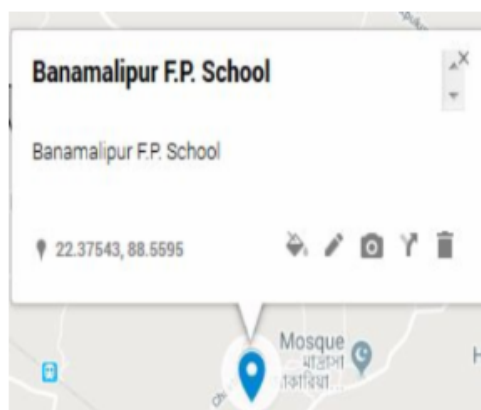 Banamalipur F.P. School
Banamalipur F.P. School
22.37543, 88.5595
Mosque
মাদ্রাসা
H